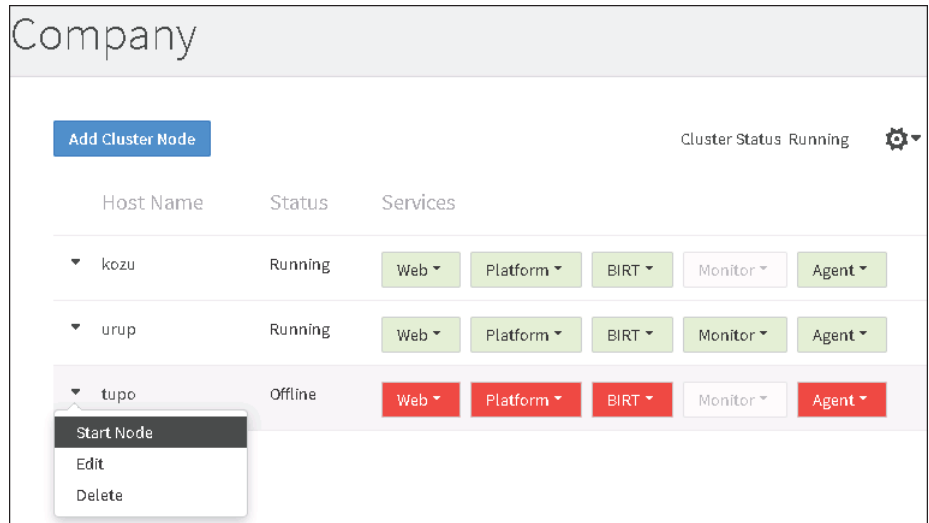 Company
Add Cluster Node
Cluster Status Running
Host Name Status Services
kozu Running Web Platform BIRT Monitor Agent
urup Running Web Platform BIRT Monitor Agent
tupo Offline Web Platform BIRT Monitor Agent
Start Node
Edit
Delete